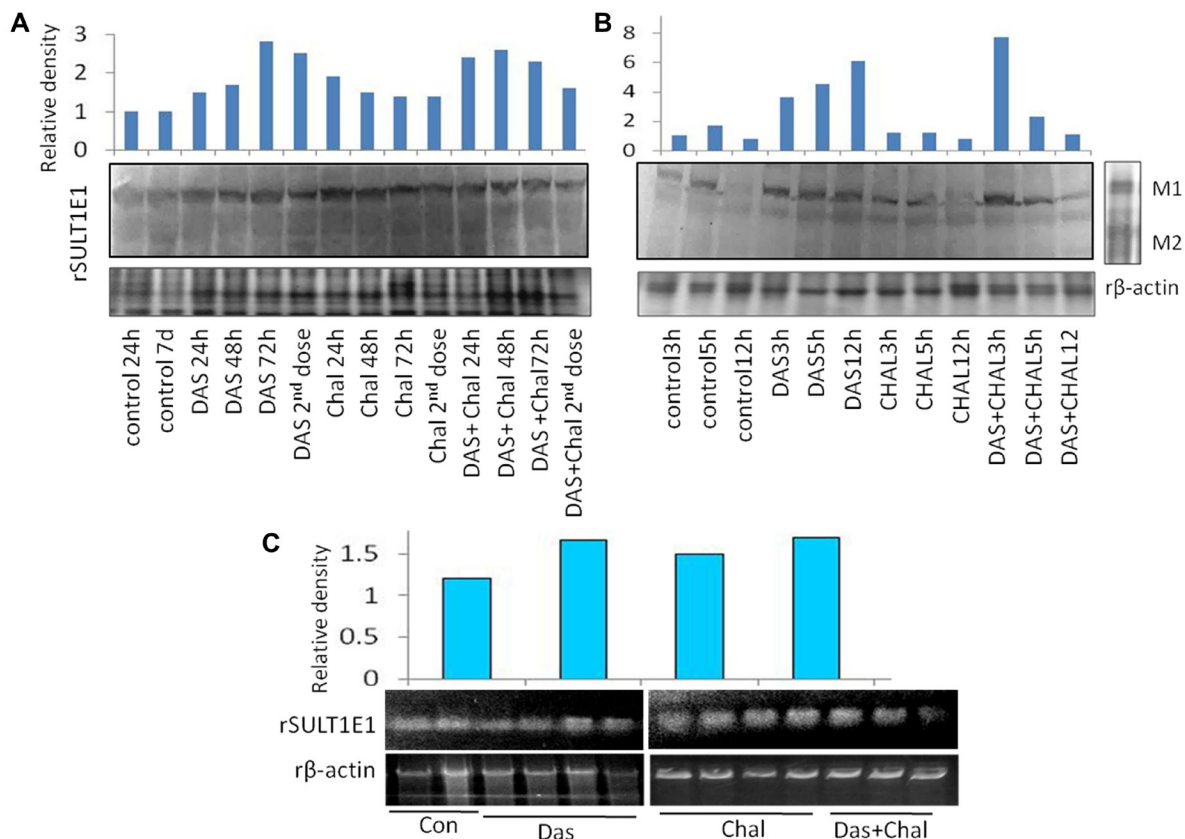 A
Relative density
3
2
1
0
rSULT1E1
control 24h
control 7d
DAS 24h
DAS 48h
DAS 72h
DAS 2nd dose
Chal 24h
Chal 48h
Chal 72h
Chal 2nd dose
DAS+ Chal 24h
DAS+ Chal 48h
DAS +Chal72h
DAS+Chal 2nd dose
B
8
6
4
2
0
M1
M2
rβ-actin
control3h
control5h
control12h
DAS3h
DAS5h
DAS12h
CHAL3h
CHAL5h
CHAL12h
DAS+CHAL3h
DAS+CHAL5h
DAS+CHAL12
C
Relative density
1.5
1
0.5
0
rSULT1E1
rβ-actin
Con
Das
Chal
Das+Chal